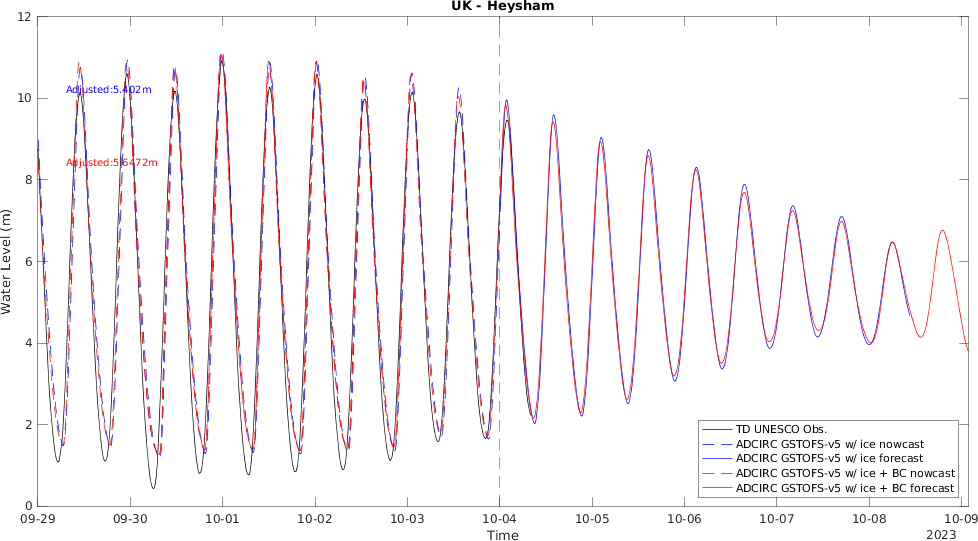 UK - Heysham
12
10
8
6
4
2
0
Water Level (m)
Adjusted:5.402m
Adjusted:5.6472m
TD UNESCO Obs.
ADCIRC GSTOFS-v5 w/ ice nowcast
ADCIRC GSTOFS-v5 w/ ice forecast
ADCIRC GSTOFS-v5 w/ ice + BC nowcast
ADCIRC GSTOFS-v5 w/ ice + BC forecast
09-29 09-30 10-01 10-02 10-03 10-04 10-05 10-06 10-07 10-08 10-09
Time
2023